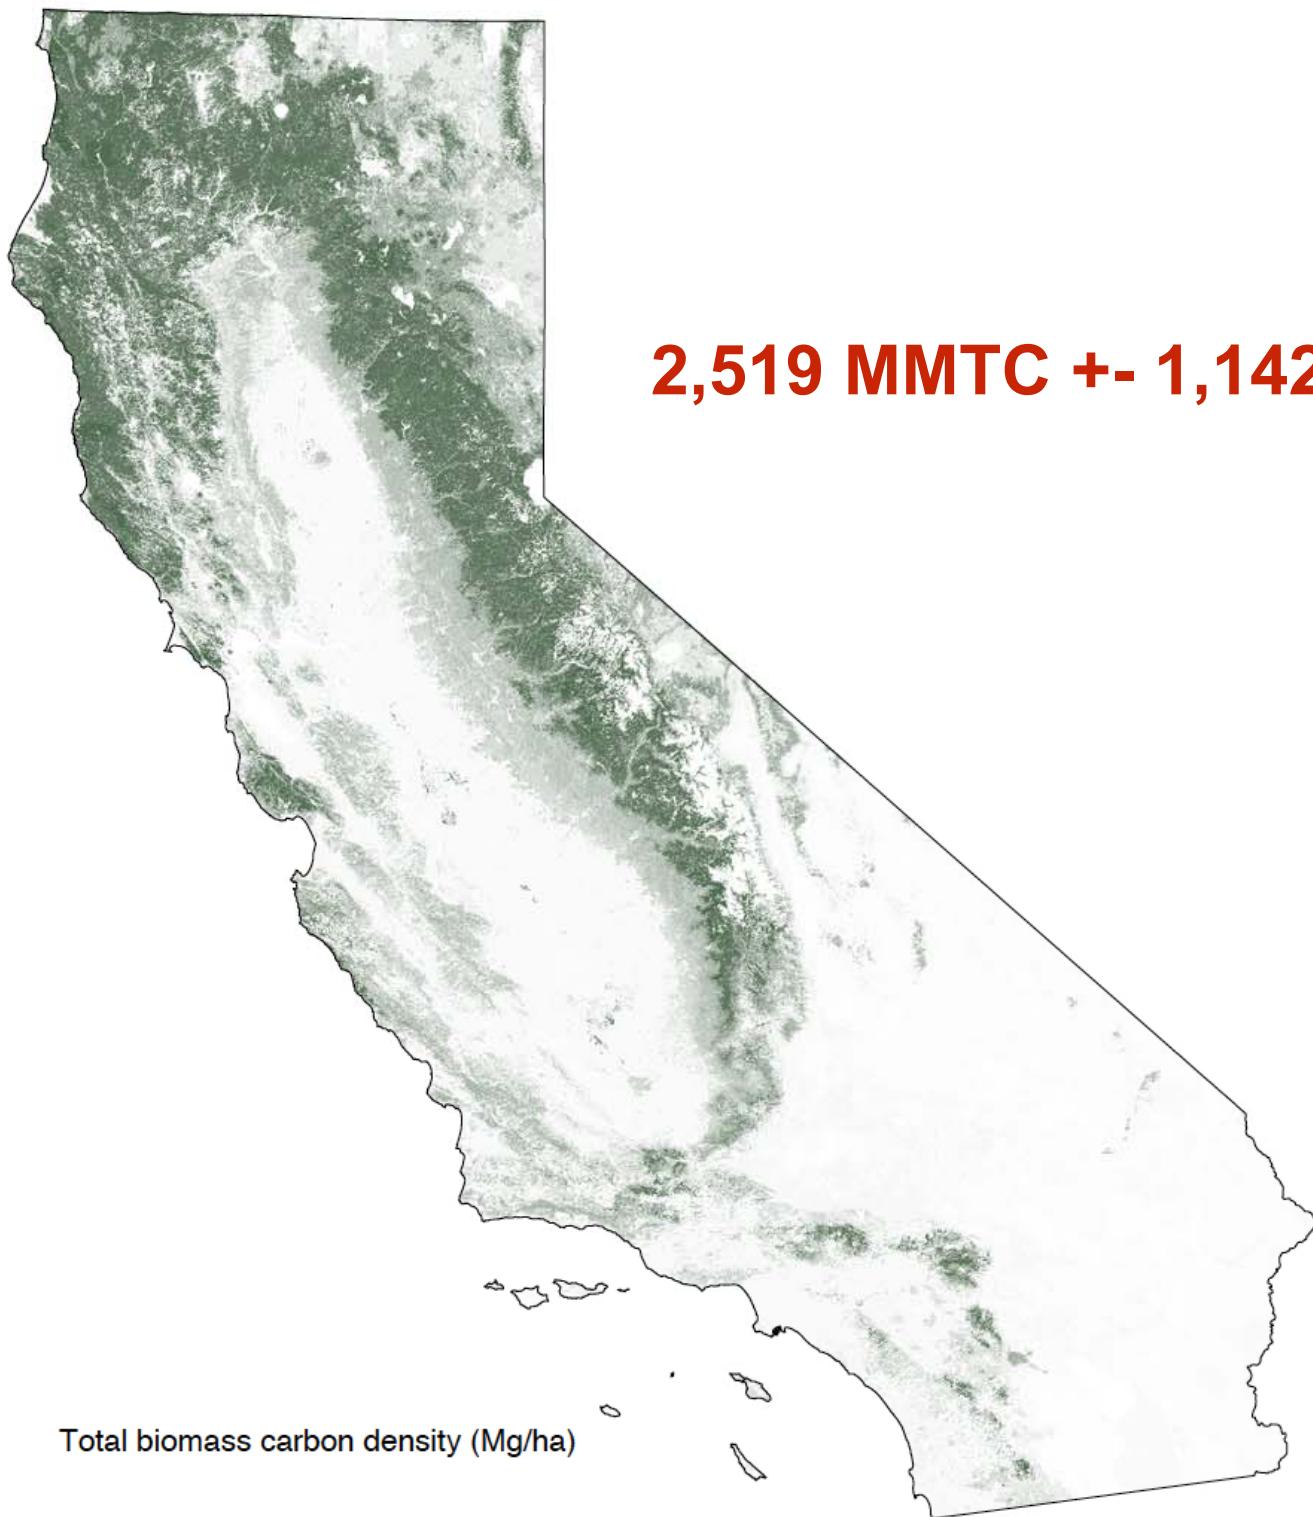 2,519 MMTC +- 1,142
Total biomass carbon density (Mg/ha)